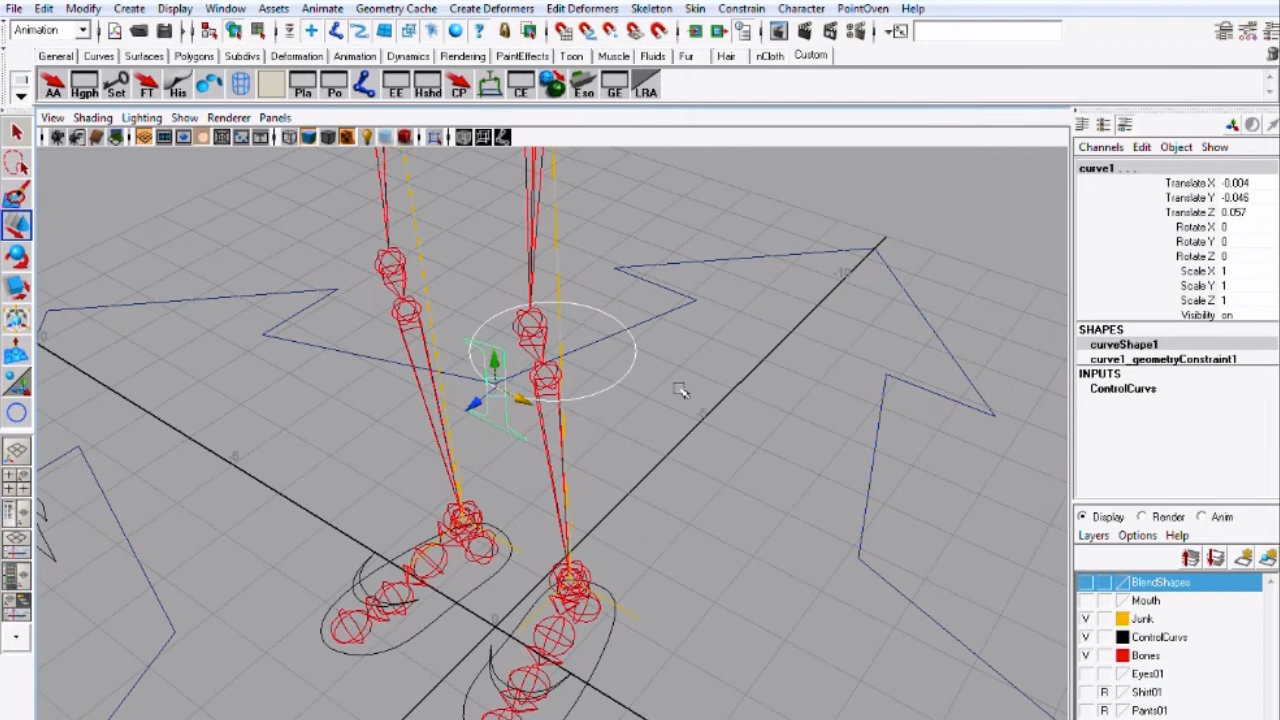 File Edit Modify Create Display Window Assets Animate Geometry Cache Create Deformers Edit Deformers Skeleton Skin Constrain Character PointOven Help
Animation
General Curves Surfaces Polygons Subdivs Deformation Animation Dynamics Rendering PaintEffects Toon Muscle Fluids Fur Hair nCloth Custom
AA Hgph Set FT His Pla Po EE Hshd CP CE Eso GE LRA
View Shading Lighting Show Renderer Panels
Channels Edit Object Show
curve1 . . .
Translate X -0.004
Translate Y -0.046
Translate Z 0.057
Rotate X 0
Rotate Y 0
Rotate Z 0
Scale X 1
Scale Y 1
Scale Z 1
Visibility on
SHAPES
curveShape1
curve1_geometryConstraint1
INPUTS
ControlCurvs
Display Render Anim
Layers Options Help
BlendShapes
Mouth
V Junk
V ControlCurvs
V Bones
Eyes01
R Shirt01
R Pants01
-10
-5
0